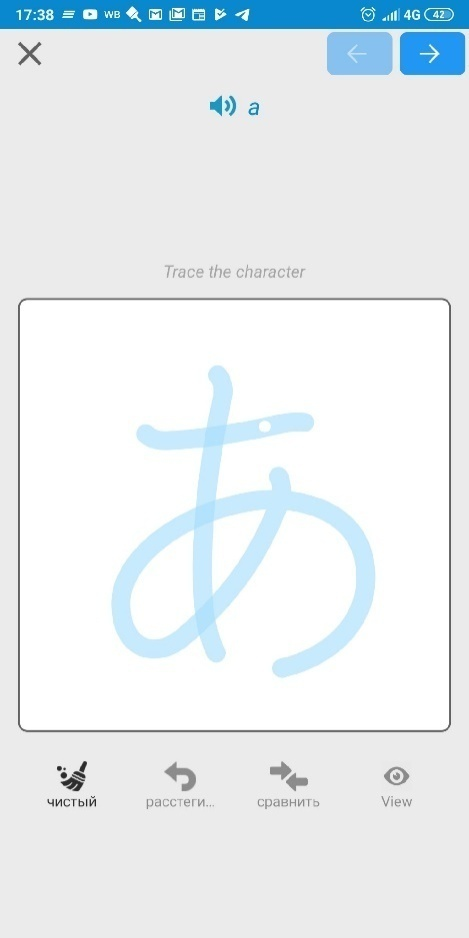 17:38 WB 4G 42
a
Trace the character
あ
чистый расстеги... сравнить View